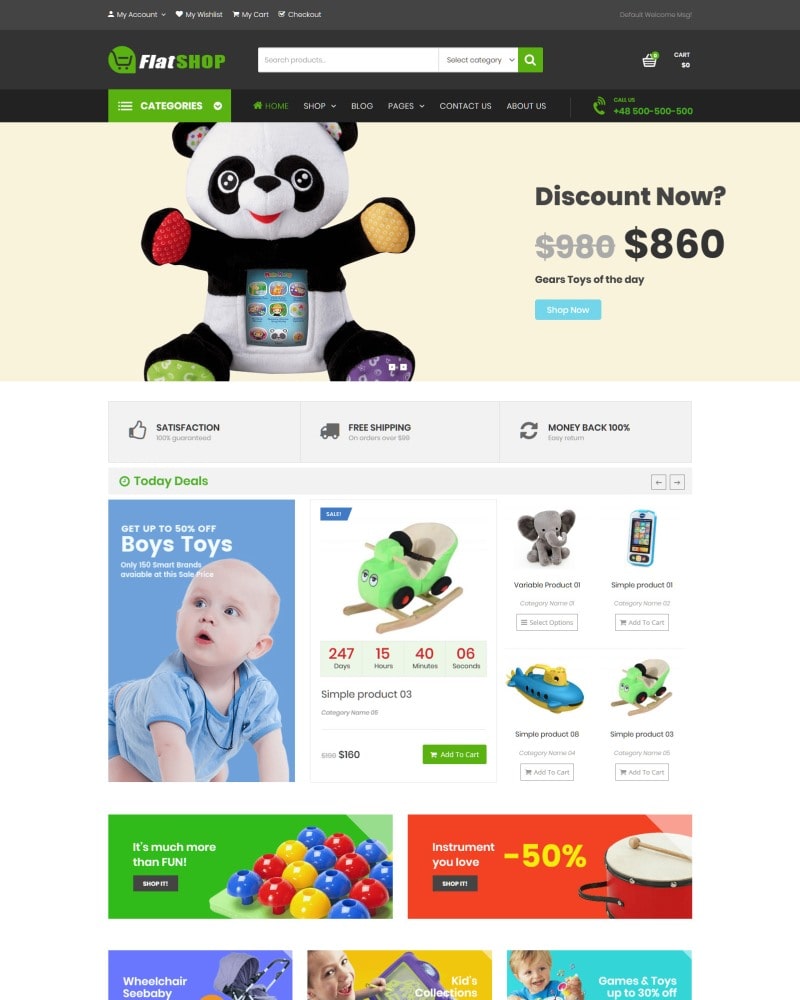 My Account
My Wishlist
My Cart
Checkout
Default Welcome Msg!
FlatSHOP
Search products...
Select category
0
CART
$0
CATEGORIES
HOME
SHOP
BLOG
PAGES
CONTACT US
ABOUT US
CALL US
+48 500-500-500
Discount Now?
$980 $860
Gears Toys of the day
Shop Now
SATISFACTION
100% guaranteed
FREE SHIPPING
On orders over $99
MONEY BACK 100%
Easy return
Today Deals
GET UP TO 50% OFF
Boys Toys
Only 150 Smart Brands
avaiable at this Sale Price
SALE!
247
Days
15
Hours
40
Minutes
06
Seconds
Simple product 03
Category Name 06
$160
Add To Cart
Variable Product 01
Category Name 01
Select Options
Simple product 01
Category Name 02
Add To Cart
Simple product 08
Category Name 04
Add To Cart
Simple product 03
Category Name 05
Add To Cart
It's much more
than FUN!
SHOP IT!
Instrument
you love
-50%
SHOP IT!
Wheelchair
Seebaby
Kid's
Collections
Games & Toys
up to 30% off